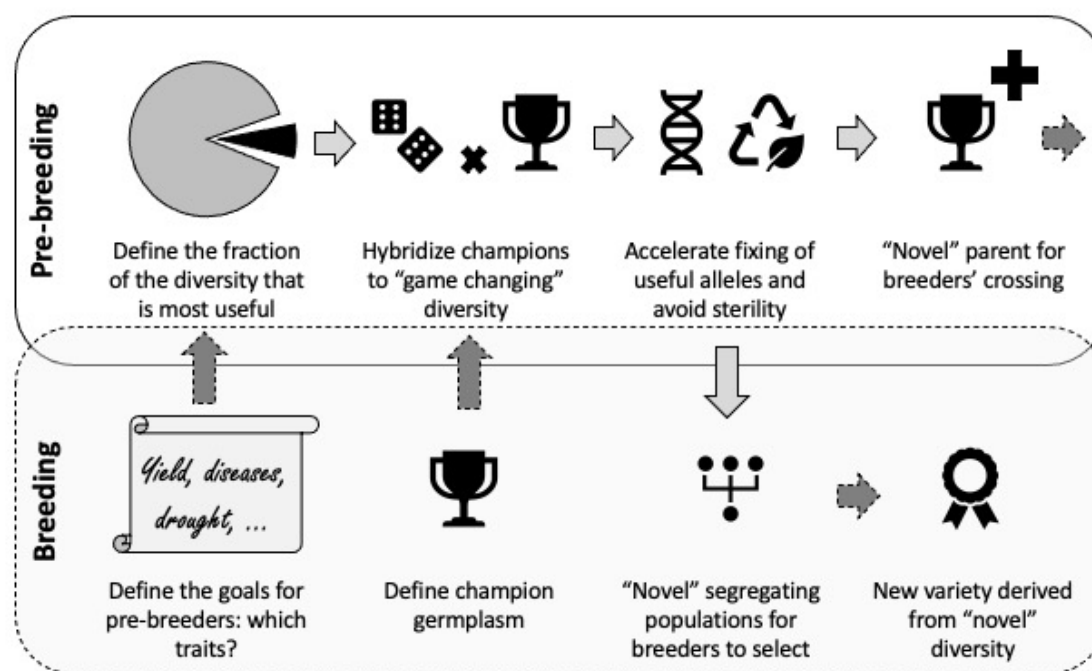 Pre-breeding
Define the fraction
of the diversity that
is most useful
Hybridize champions
to “game changing”
diversity
Accelerate fixing of
useful alleles and
avoid sterility
“Novel” parent for
breeders’ crossing
Breeding
Yield, diseases,
drought, ...
Define the goals for
pre-breeders: which
traits?
Define champion
germplasm
“Novel” segregating
populations for
breeders to select
New variety derived
from “novel”
diversity